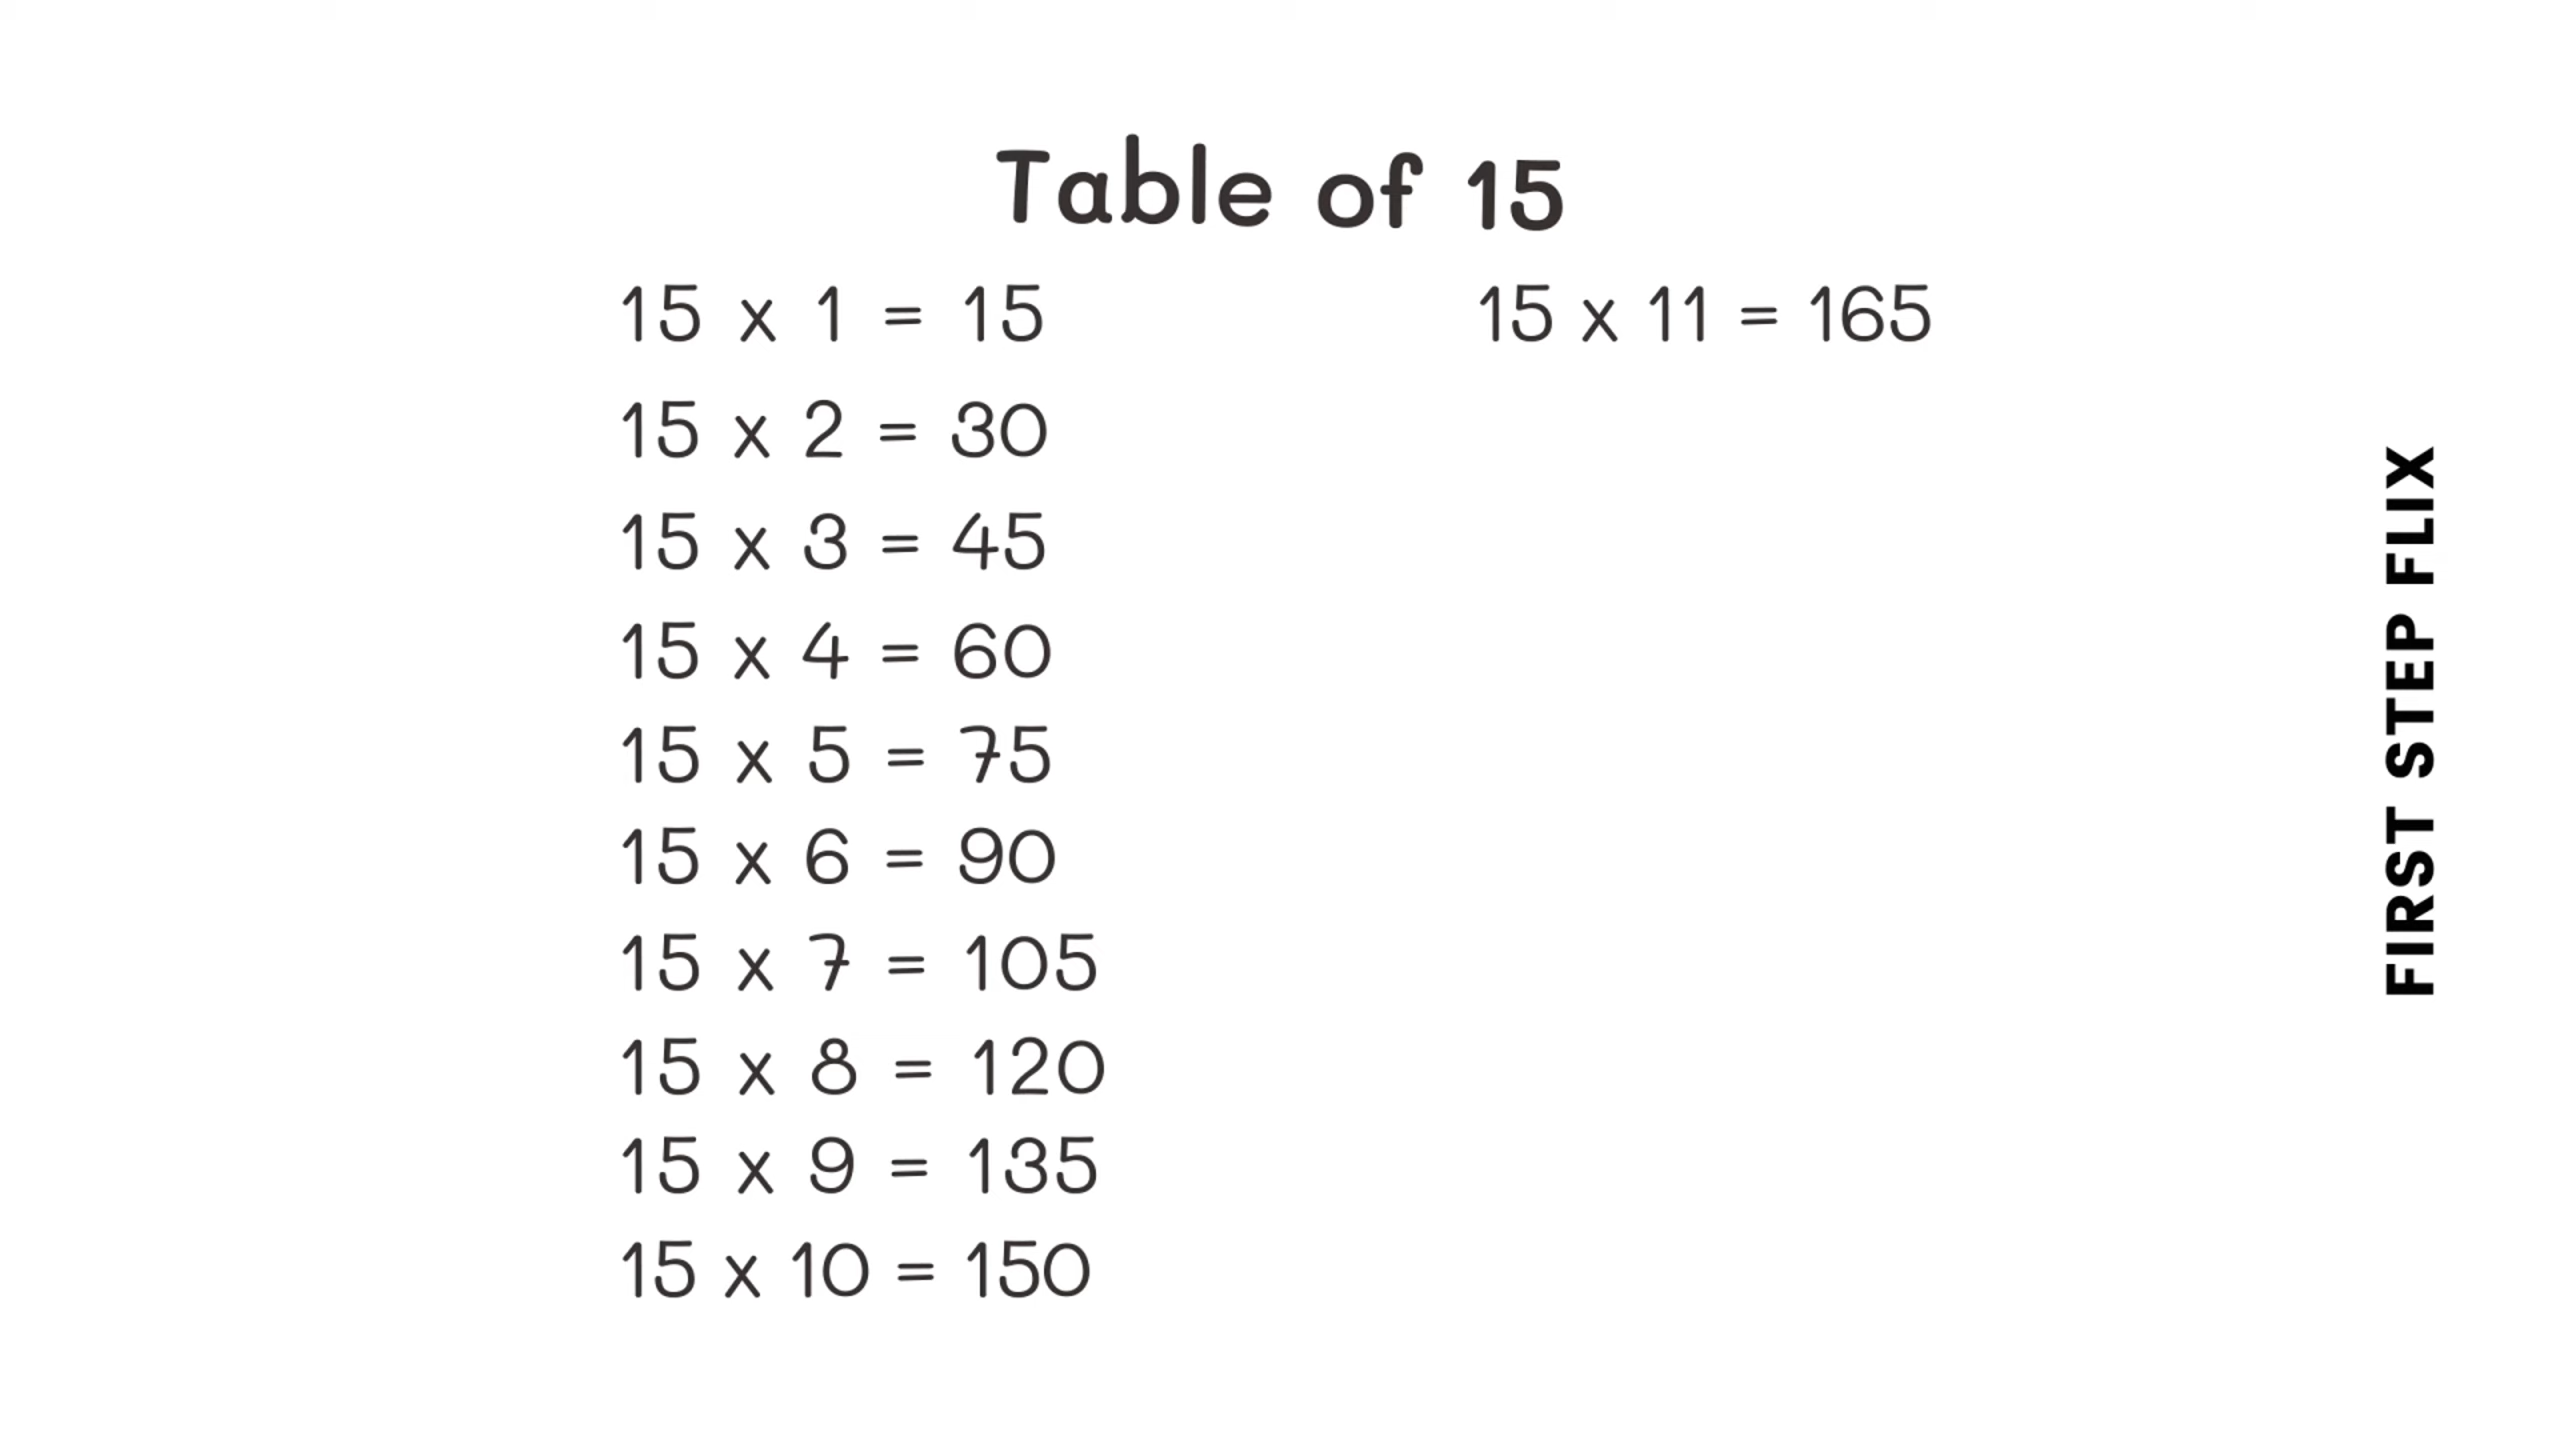 Table of 15
15 x 1 = 15
15 x 2 = 30
15 x 3 = 45
15 x 4 = 60
15 x 5 = 75
15 x 6 = 90
15 x 7 = 105
15 x 8 = 120
15 x 9 = 135
15 x 10 = 150
15 x 11 = 165
FIRST STEP FLIX